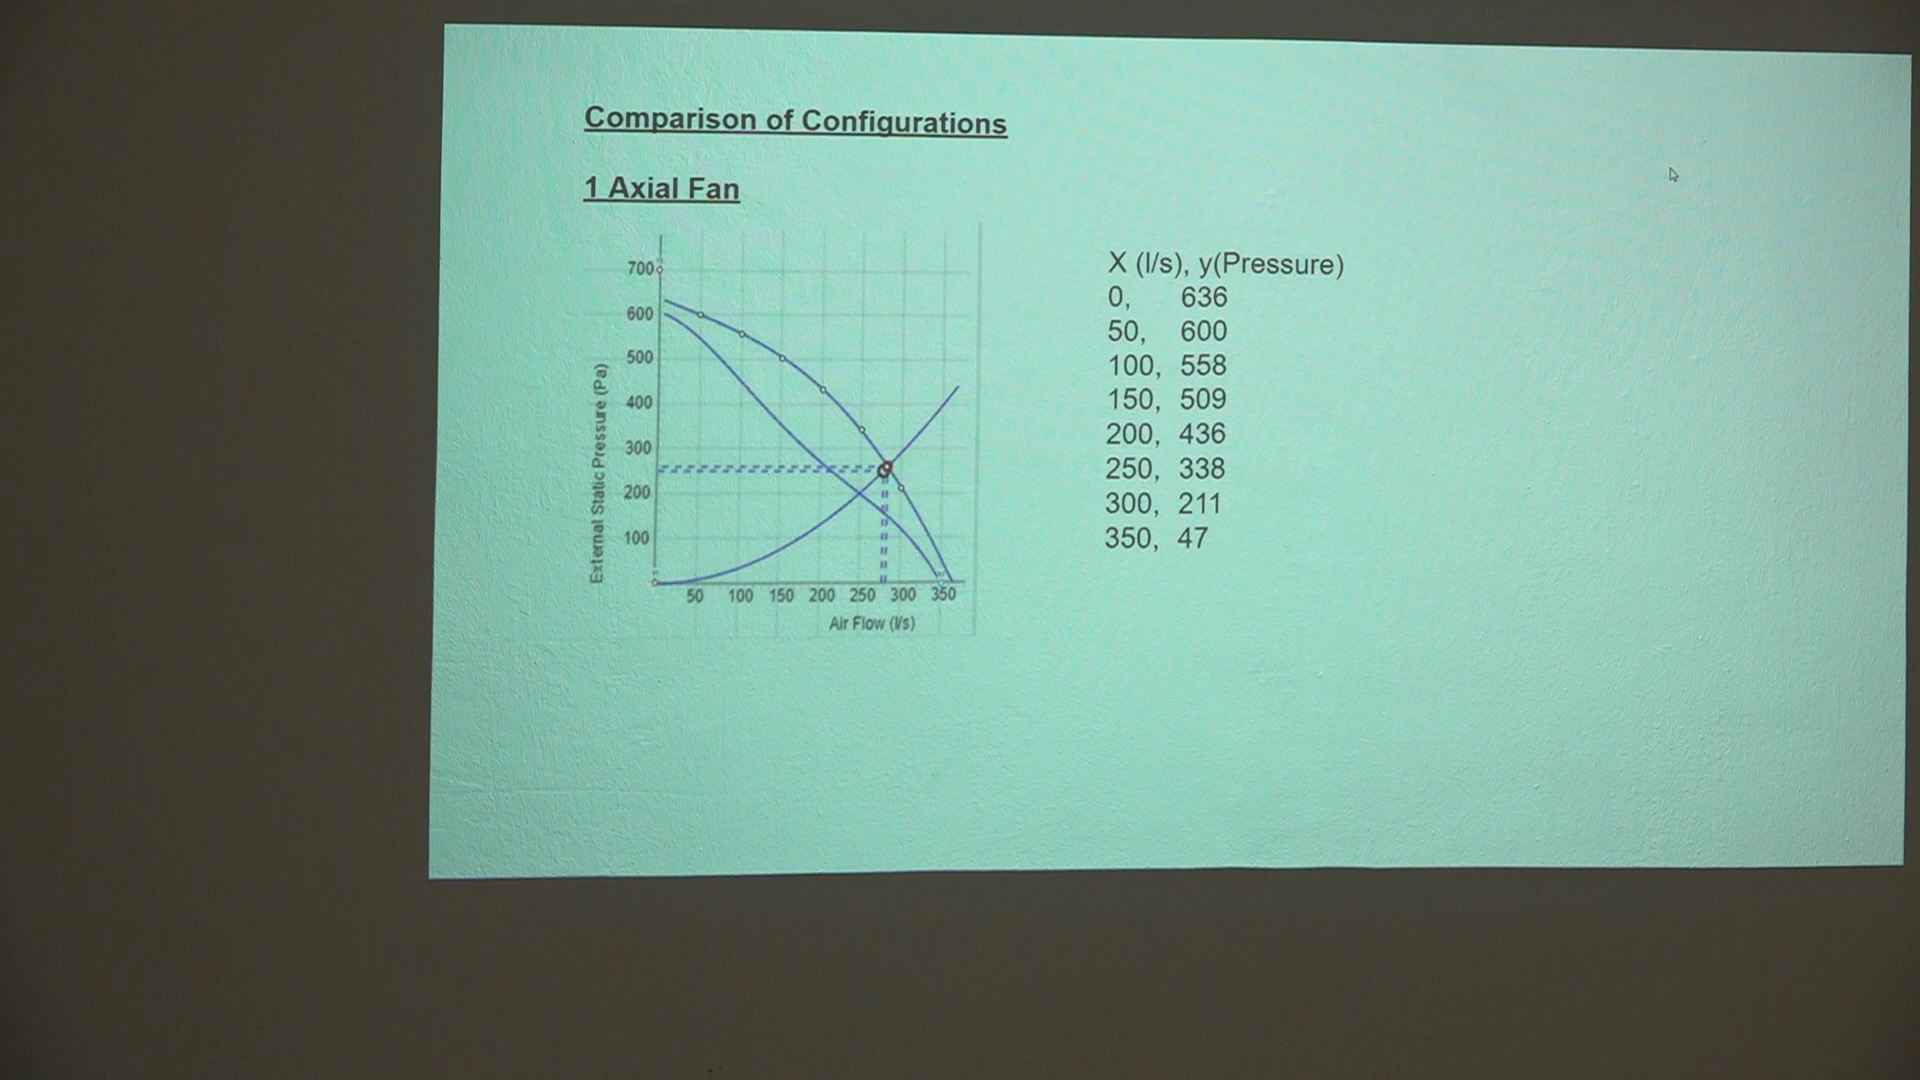 Comparison of Configurations
1 Axial Fan
700
600
500
400
300
200
100
External Static Pressure (Pa)
50 100 150 200 250 300 350
Air Flow (l/s)
X (l/s), y(Pressure)
0, 636
50, 600
100, 558
150, 509
200, 436
250, 338
300, 211
350, 47